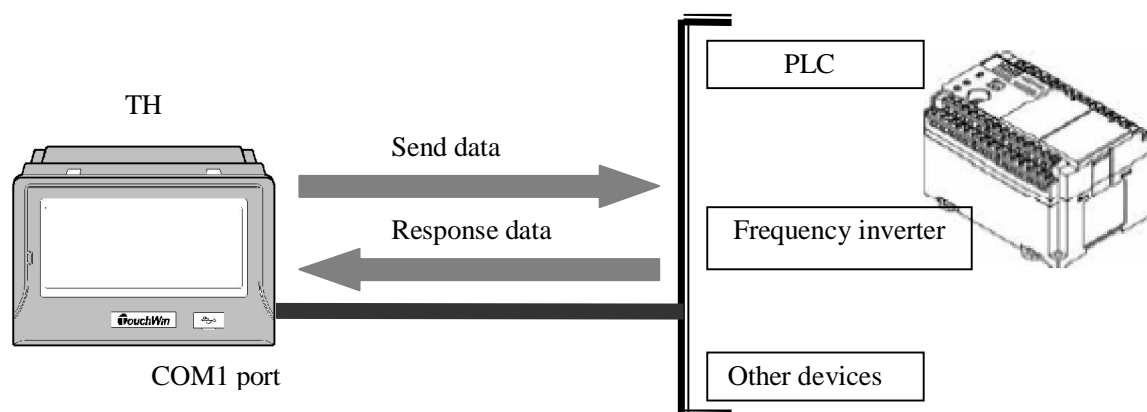 PLC
TH
Send data
Response data
Frequency inverter
TouchWin
COM1 port
Other devices